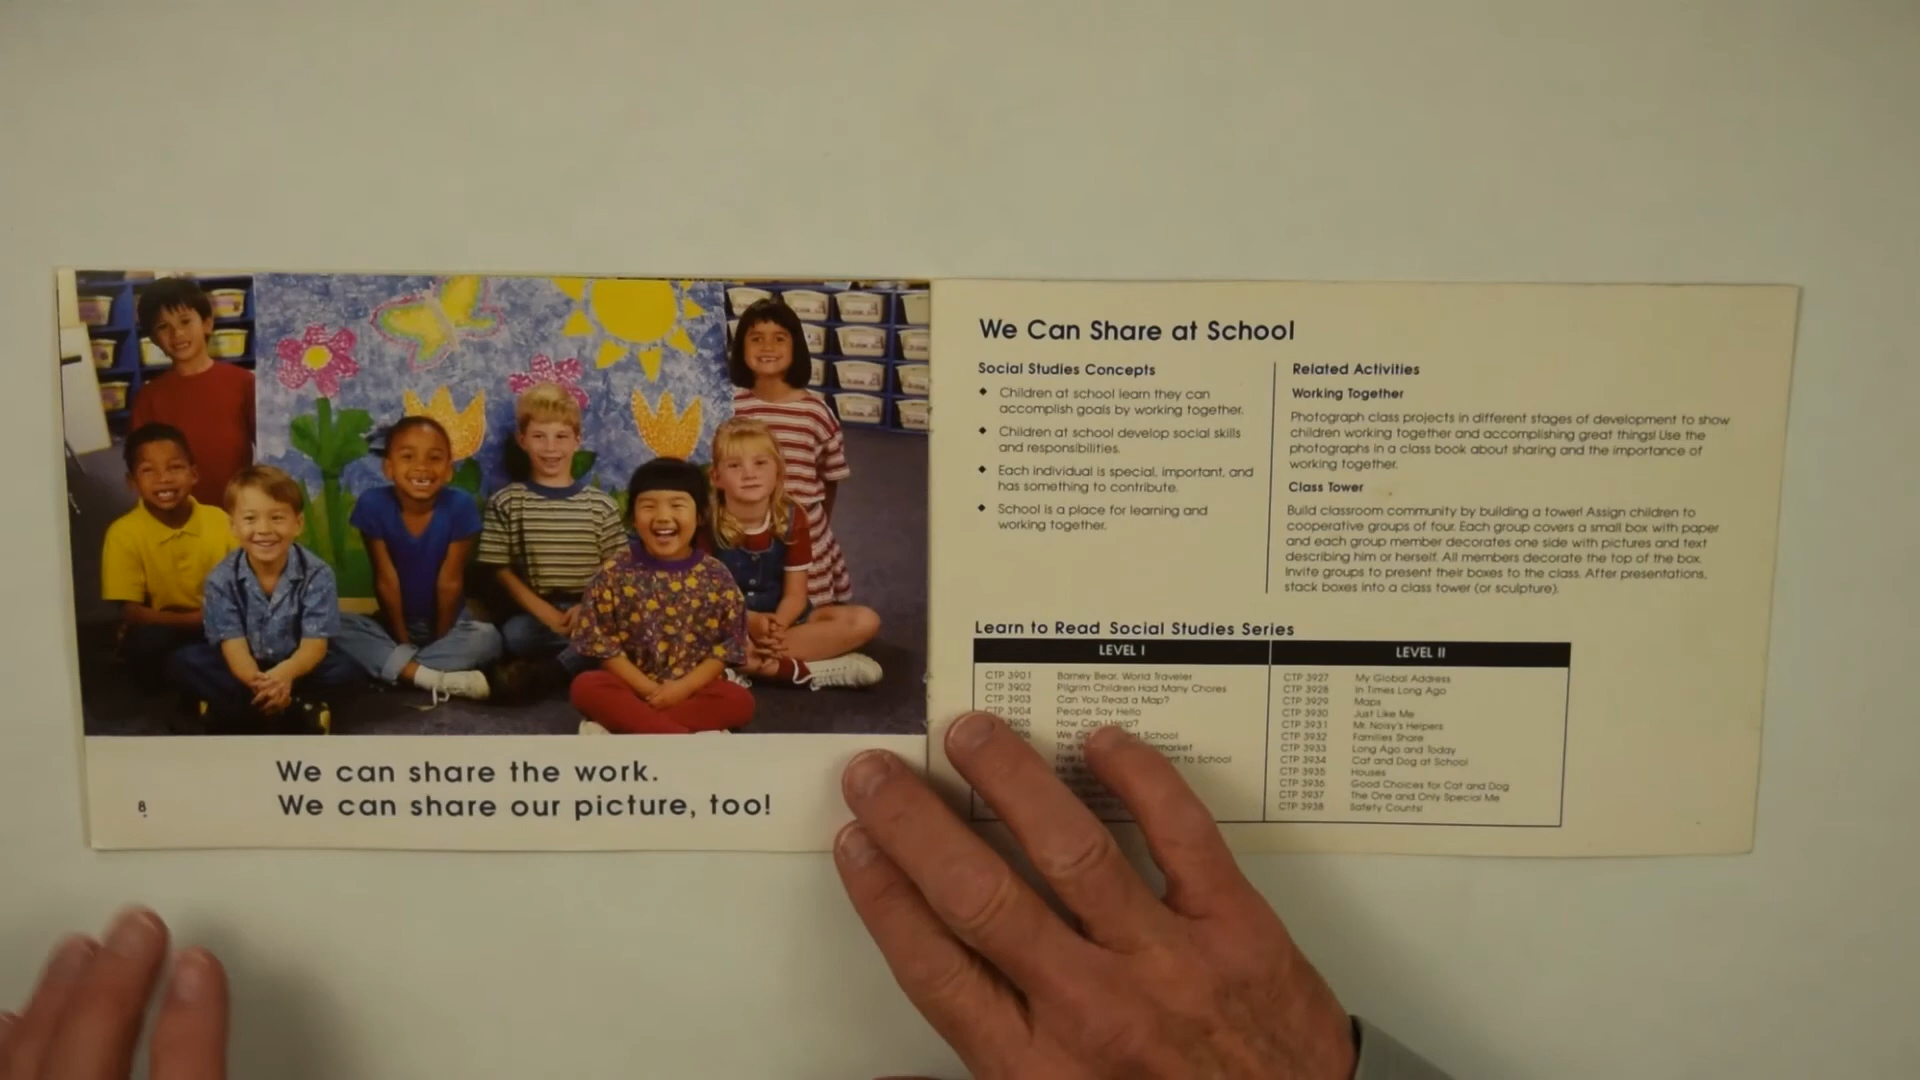 We can share the work.
We can share our picture, too!
8
We Can Share at School
Social Studies Concepts
◆ Children at school learn they can
accomplish goals by working together.
◆ Children at school develop social skills
and responsibilities.
◆ Each individual is special, important, and
has something to contribute.
◆ School is a place for learning and
working together.
Related Activities
Working Together
Photograph class projects in different stages of development to show
children working together and accomplishing great things! Use the
photographs in a class book about sharing and the importance of
working together.
Class Tower
Build classroom community by building a tower! Assign children to
cooperative groups of four. Each group covers a small box with paper
and each group member decorates one side with pictures and text
describing him or herself. All members decorate the top of the box.
Invite groups to present their boxes to the class. After presentations,
stack boxes into a class tower (or sculpture).
Learn to Read Social Studies Series
LEVEL I
CTP 3901 Barney Bear, World Traveler
CTP 3902 Pilgrim Children Had Many Chores
CTP 3903 Can You Read a Map?
CTP 3904 People Say Hello
3905 How Can I Help?
We at School
The
to School
LEVEL II
CTP 3927 My Global Address
CTP 3928 In Times Long Ago
CTP 3929 Maps
CTP 3930 Just Like Me
CTP 3931 Mr. Noisy's Helpers
CTP 3932 Families Share
CTP 3933 Long Ago and Today
CTP 3934 Cat and Dog at School
CTP 3935 Houses
CTP 3936 Good Choices for Cat and Dog
CTP 3937 The One and Only Special Me
CTP 3938 Safety Counts!